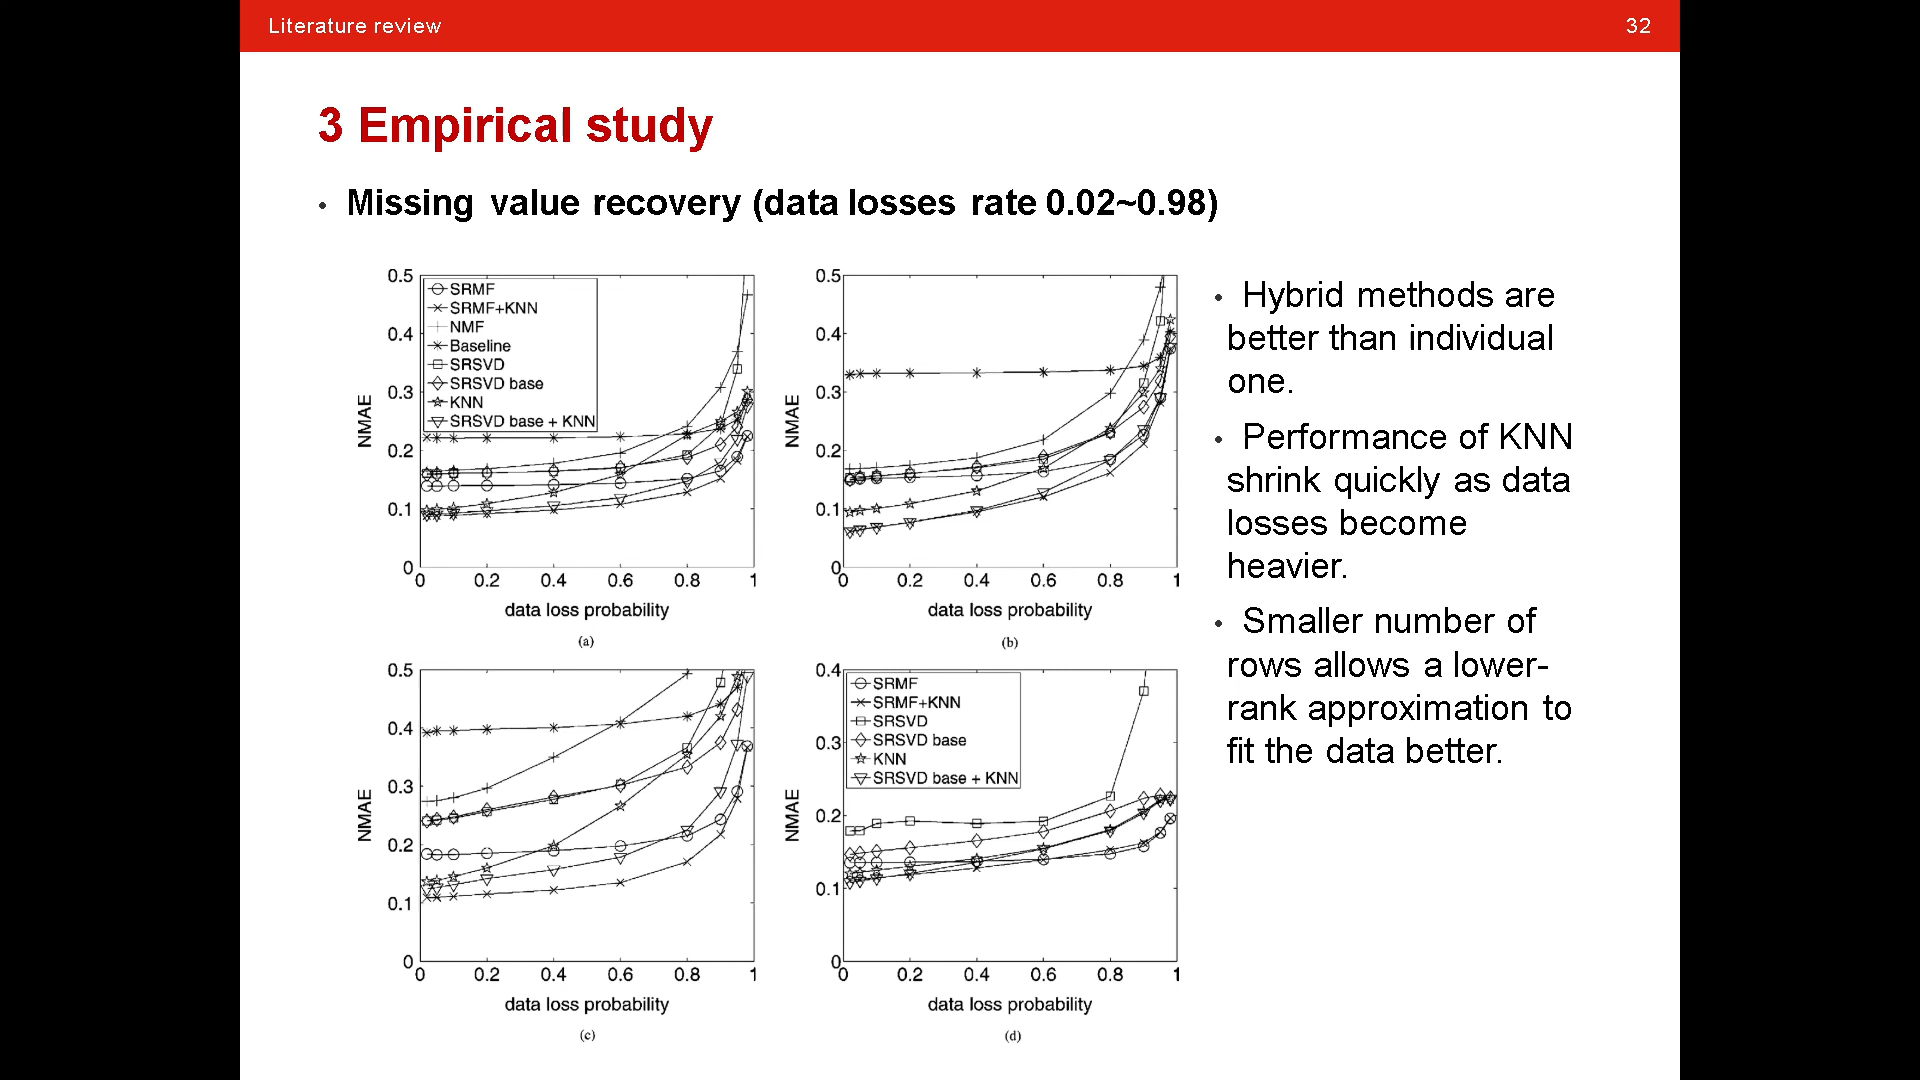 Literature review
32
3 Empirical study
• Missing value recovery (data losses rate 0.02~0.98)
0.5
0.4
0.3
0.2
0.1
0
NMAE
SRMF
SRMF+KNN
NMF
Baseline
SRSVD
SRSVD base
KNN
SRSVD base + KNN
0 0.2 0.4 0.6 0.8 1
data loss probability
(a)
0.5
0.4
0.3
0.2
0.1
0
NMAE
0 0.2 0.4 0.6 0.8 1
data loss probability
(b)
0.5
0.4
0.3
0.2
0.1
0
NMAE
0 0.2 0.4 0.6 0.8 1
data loss probability
(c)
0.4
0.3
0.2
0.1
0
NMAE
SRMF
SRMF+KNN
SRSVD
SRSVD base
KNN
SRSVD base + KNN
0 0.2 0.4 0.6 0.8 1
data loss probability
(d)
• Hybrid methods are
better than individual
one.
• Performance of KNN
shrink quickly as data
losses become
heavier.
• Smaller number of
rows allows a lower-
rank approximation to
fit the data better.